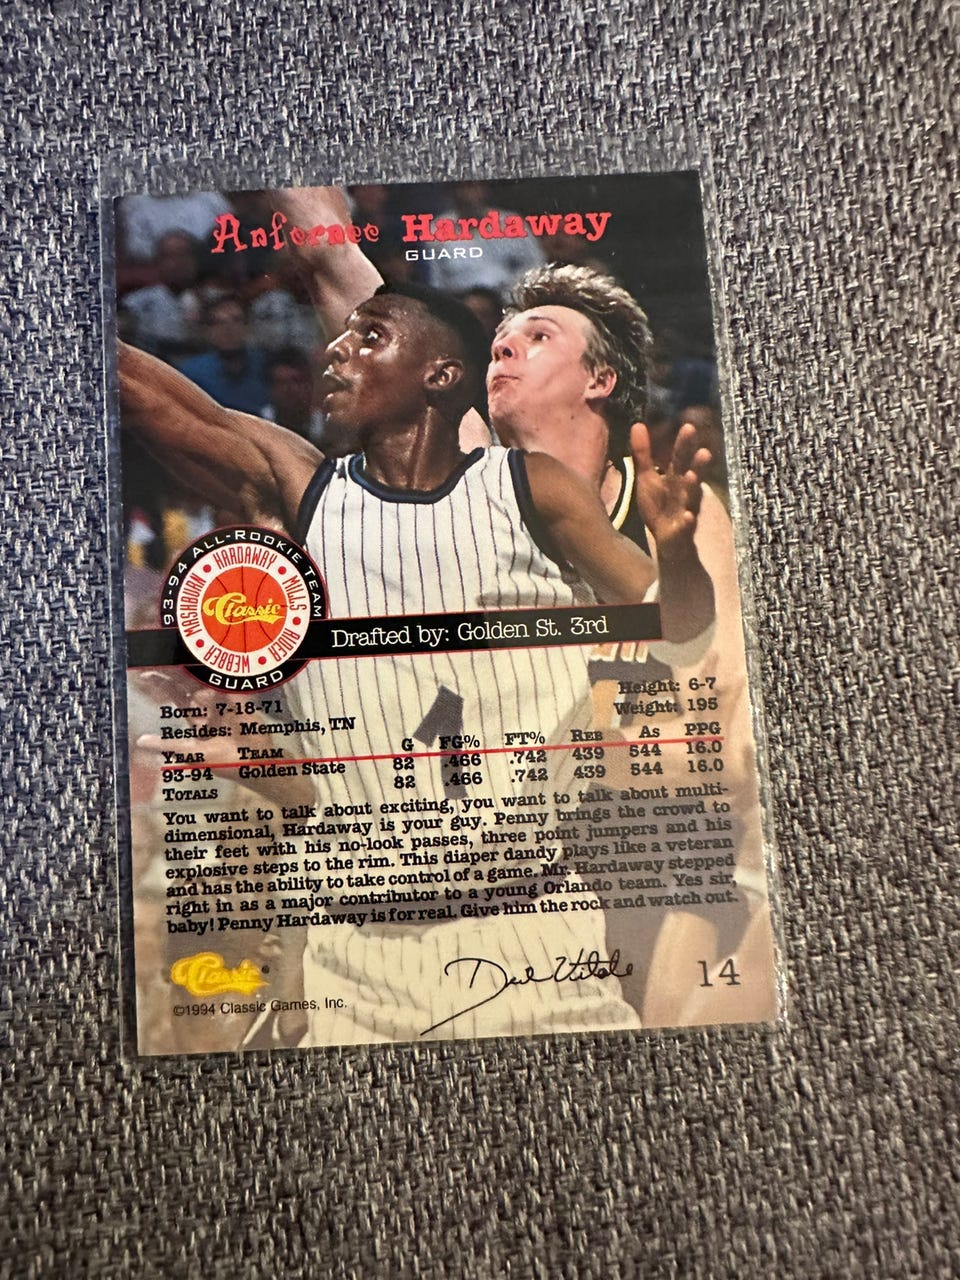 Anfernee Hardaway
GUARD
93-94 ALL-ROOKIE TEAM
MASHBURN • HARDAWAY • MILLS • RIDER • WEBBER •
Classic
GUARD
Drafted by: Golden St. 3rd
Born: 7-18-71 Height: 6-7
Resides: Memphis, TN Weight: 195
YEAR TEAM G FG% FT% REB AS PPG
93-94 Golden State 82 .466 .742 439 544 16.0
TOTALS 82 .466 .742 439 544 16.0
You want to talk about exciting, you want to talk about multi-
dimensional, Hardaway is your guy. Penny brings the crowd to
their feet with his no-look passes, three point jumpers and his
explosive steps to the rim. This diaper dandy plays like a veteran
and has the ability to take control of a game. Mr. Hardaway stepped
right in as a major contributor to a young Orlando team. Yes sir,
baby! Penny Hardaway is for real. Give him the rock and watch out.
Classic®
Dick Vitale
14
©1994 Classic Games, Inc.